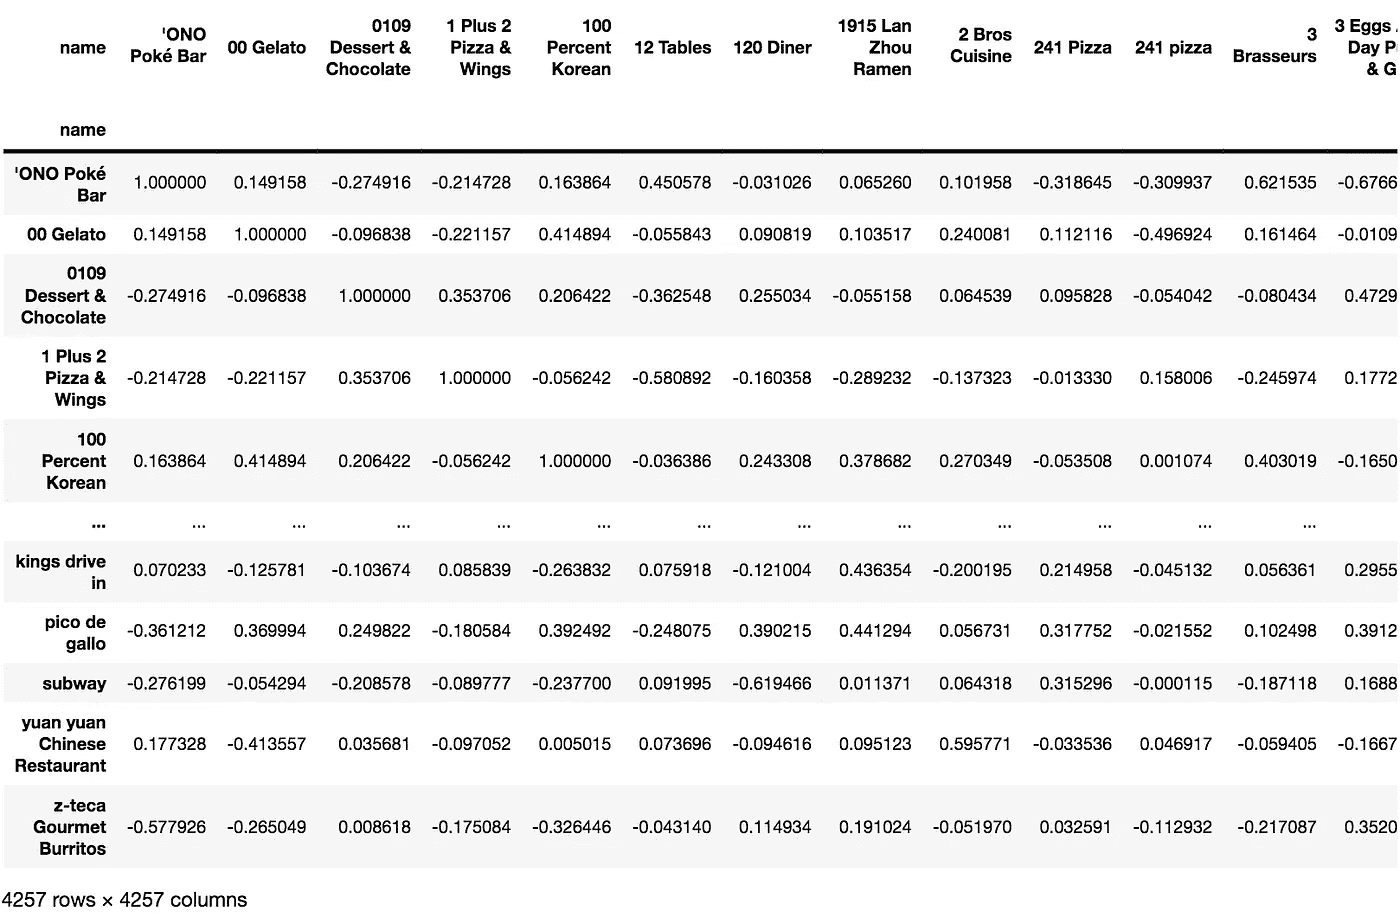 name 'ONO Poké Bar 00 Gelato 0109 Dessert & Chocolate 1 Plus 2 Pizza & Wings 100 Percent Korean 12 Tables 120 Diner 1915 Lan Zhou Ramen 2 Bros Cuisine 241 Pizza 241 pizza 3 Brasseurs 3 Eggs Day & G
name
'ONO Poké Bar 1.000000 0.149158 -0.274916 -0.214728 0.163864 0.450578 -0.031026 0.065260 0.101958 -0.318645 -0.309937 0.621535 -0.6766
00 Gelato 0.149158 1.000000 -0.096838 -0.221157 0.414894 -0.055843 0.090819 0.103517 0.240081 0.112116 -0.496924 0.161464 -0.0109
0109 Dessert & Chocolate -0.274916 -0.096838 1.000000 0.353706 0.206422 -0.362548 0.255034 -0.055158 0.064539 0.095828 -0.054042 -0.080434 0.4729
1 Plus 2 Pizza & Wings -0.214728 -0.221157 0.353706 1.000000 -0.056242 -0.580892 -0.160358 -0.289232 -0.137323 -0.013330 0.158006 -0.245974 0.1772
100 Percent Korean 0.163864 0.414894 0.206422 -0.056242 1.000000 -0.036386 0.243308 0.378682 0.270349 -0.053508 0.001074 0.403019 -0.1650
... ... ... ... ... ... ... ... ... ... ... ... ...
kings drive in 0.070233 -0.125781 -0.103674 0.085839 -0.263832 0.075918 -0.121004 0.436354 -0.200195 0.214958 -0.045132 0.056361 0.2955
pico de gallo -0.361212 0.369994 0.249822 -0.180584 0.392492 -0.248075 0.390215 0.441294 0.056731 0.317752 -0.021552 0.102498 0.3912
subway -0.276199 -0.054294 -0.208578 -0.089777 -0.237700 0.091995 -0.619466 0.011371 0.064318 0.315296 -0.000115 -0.187118 0.1688
yuan yuan Chinese Restaurant 0.177328 -0.413557 0.035681 -0.097052 0.005015 0.073696 -0.094616 0.095123 0.595771 -0.033536 0.046917 -0.059405 -0.1667
z-teca Gourmet Burritos -0.577926 -0.265049 0.008618 -0.175084 -0.326446 -0.043140 0.114934 0.191024 -0.051970 0.032591 -0.112932 -0.217087 0.3520
4257 rows × 4257 columns